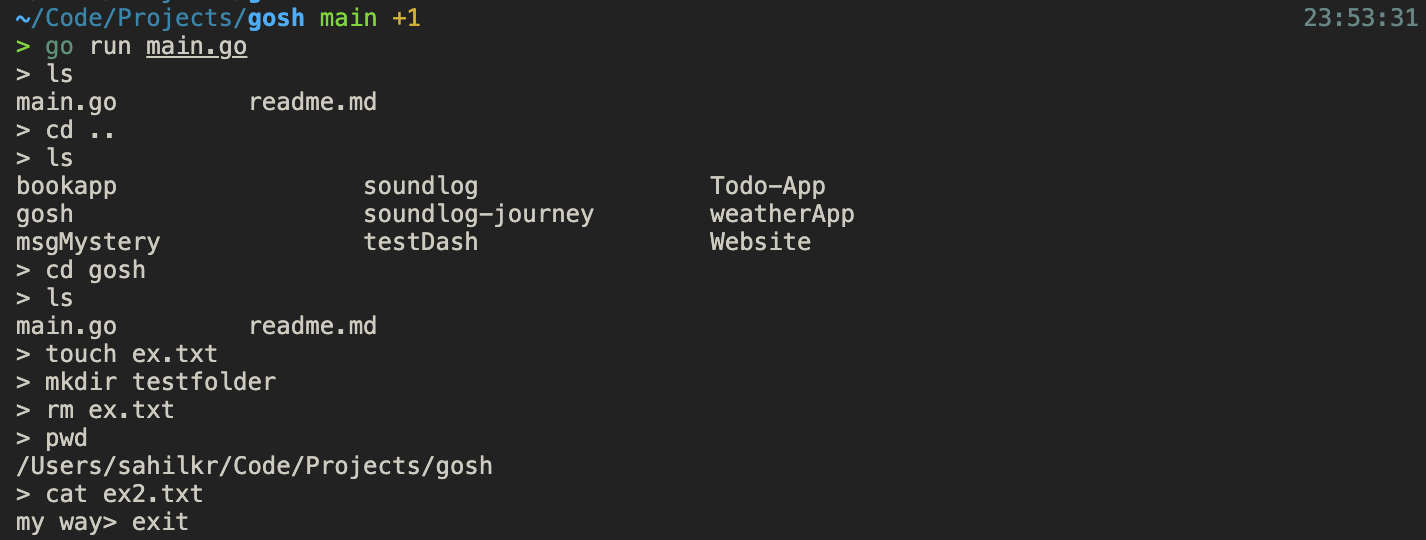 ~/Code/Projects/gosh main +1 23:53:31
> go run main.go
> ls
main.go readme.md
> cd ..
> ls
bookapp soundlog Todo-App
gosh soundlog-journey weatherApp
msgMystery testDash Website
> cd gosh
> ls
main.go readme.md
> touch ex.txt
> mkdir testfolder
> rm ex.txt
> pwd
/Users/sahilkr/Code/Projects/gosh
> cat ex2.txt
my way> exit